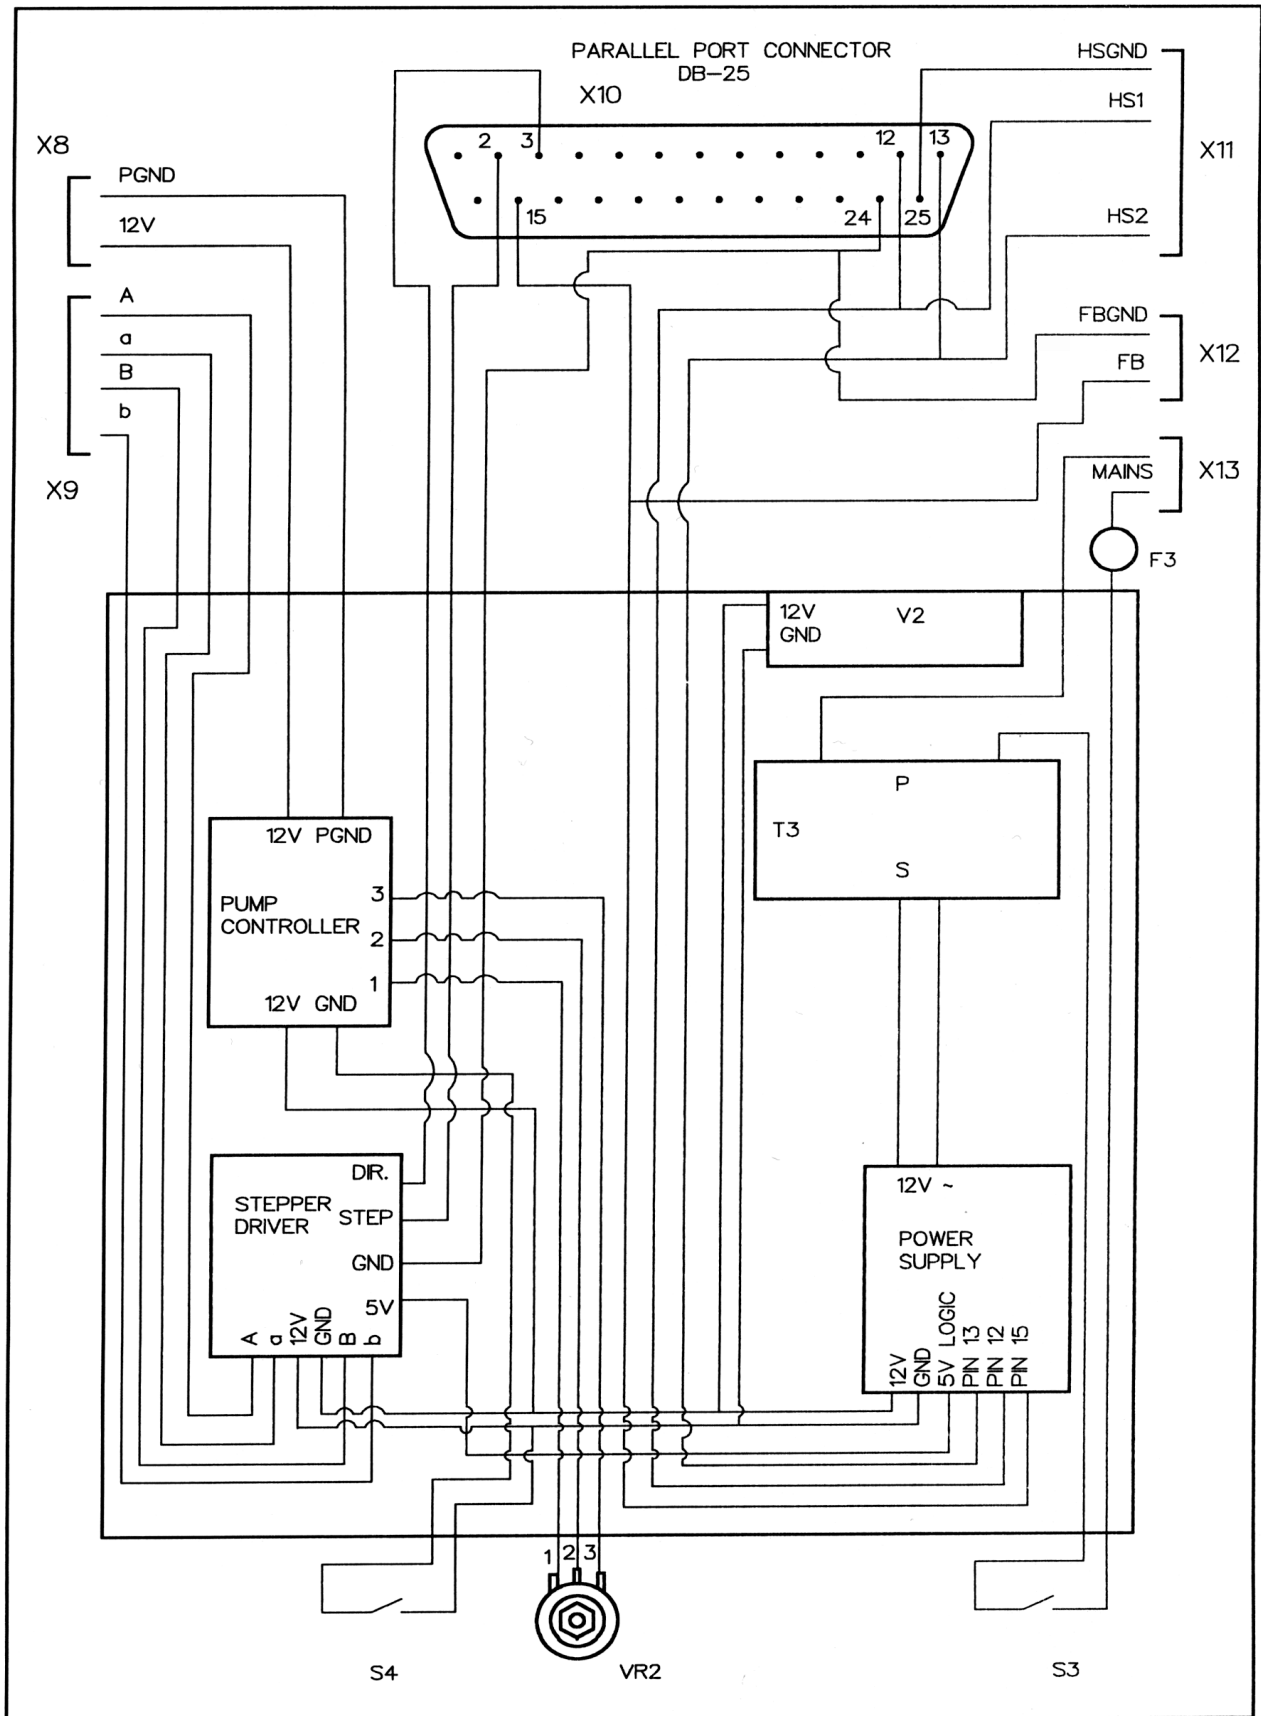 PARALLEL PORT CONNECTOR
DB-25
X10
HSGND
HS1
X11
HS2
2 3 12 13
15 24 25
X8
PGND
12V
A
a
B
b
X9
FBGND
X12
FB
MAINS
X13
F3
12V
GND
V2
P
T3
S
12V PGND
PUMP
CONTROLLER
3
2
1
12V GND
DIR.
STEPPER
DRIVER
STEP
GND
5V
A
a
12V
GND
B
b
12V ~
POWER
SUPPLY
12V
GND
5V LOGIC
PIN 13
PIN 12
PIN 15
1 2 3
S4
VR2
S3